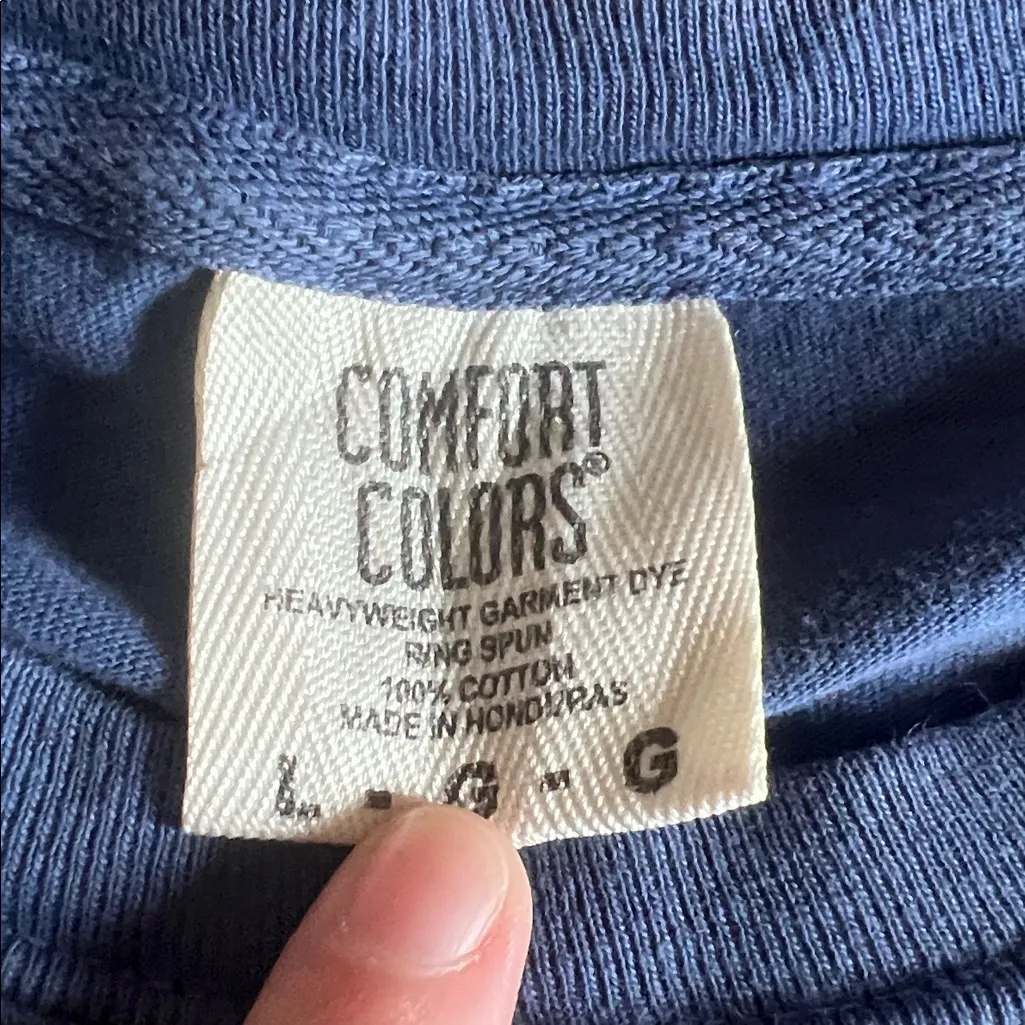 COMFORT
COLORS®
HEAVYWEIGHT GARMENT DYE
RING SPUN
100% COTTON
MADE IN HONDURAS
L - G - G